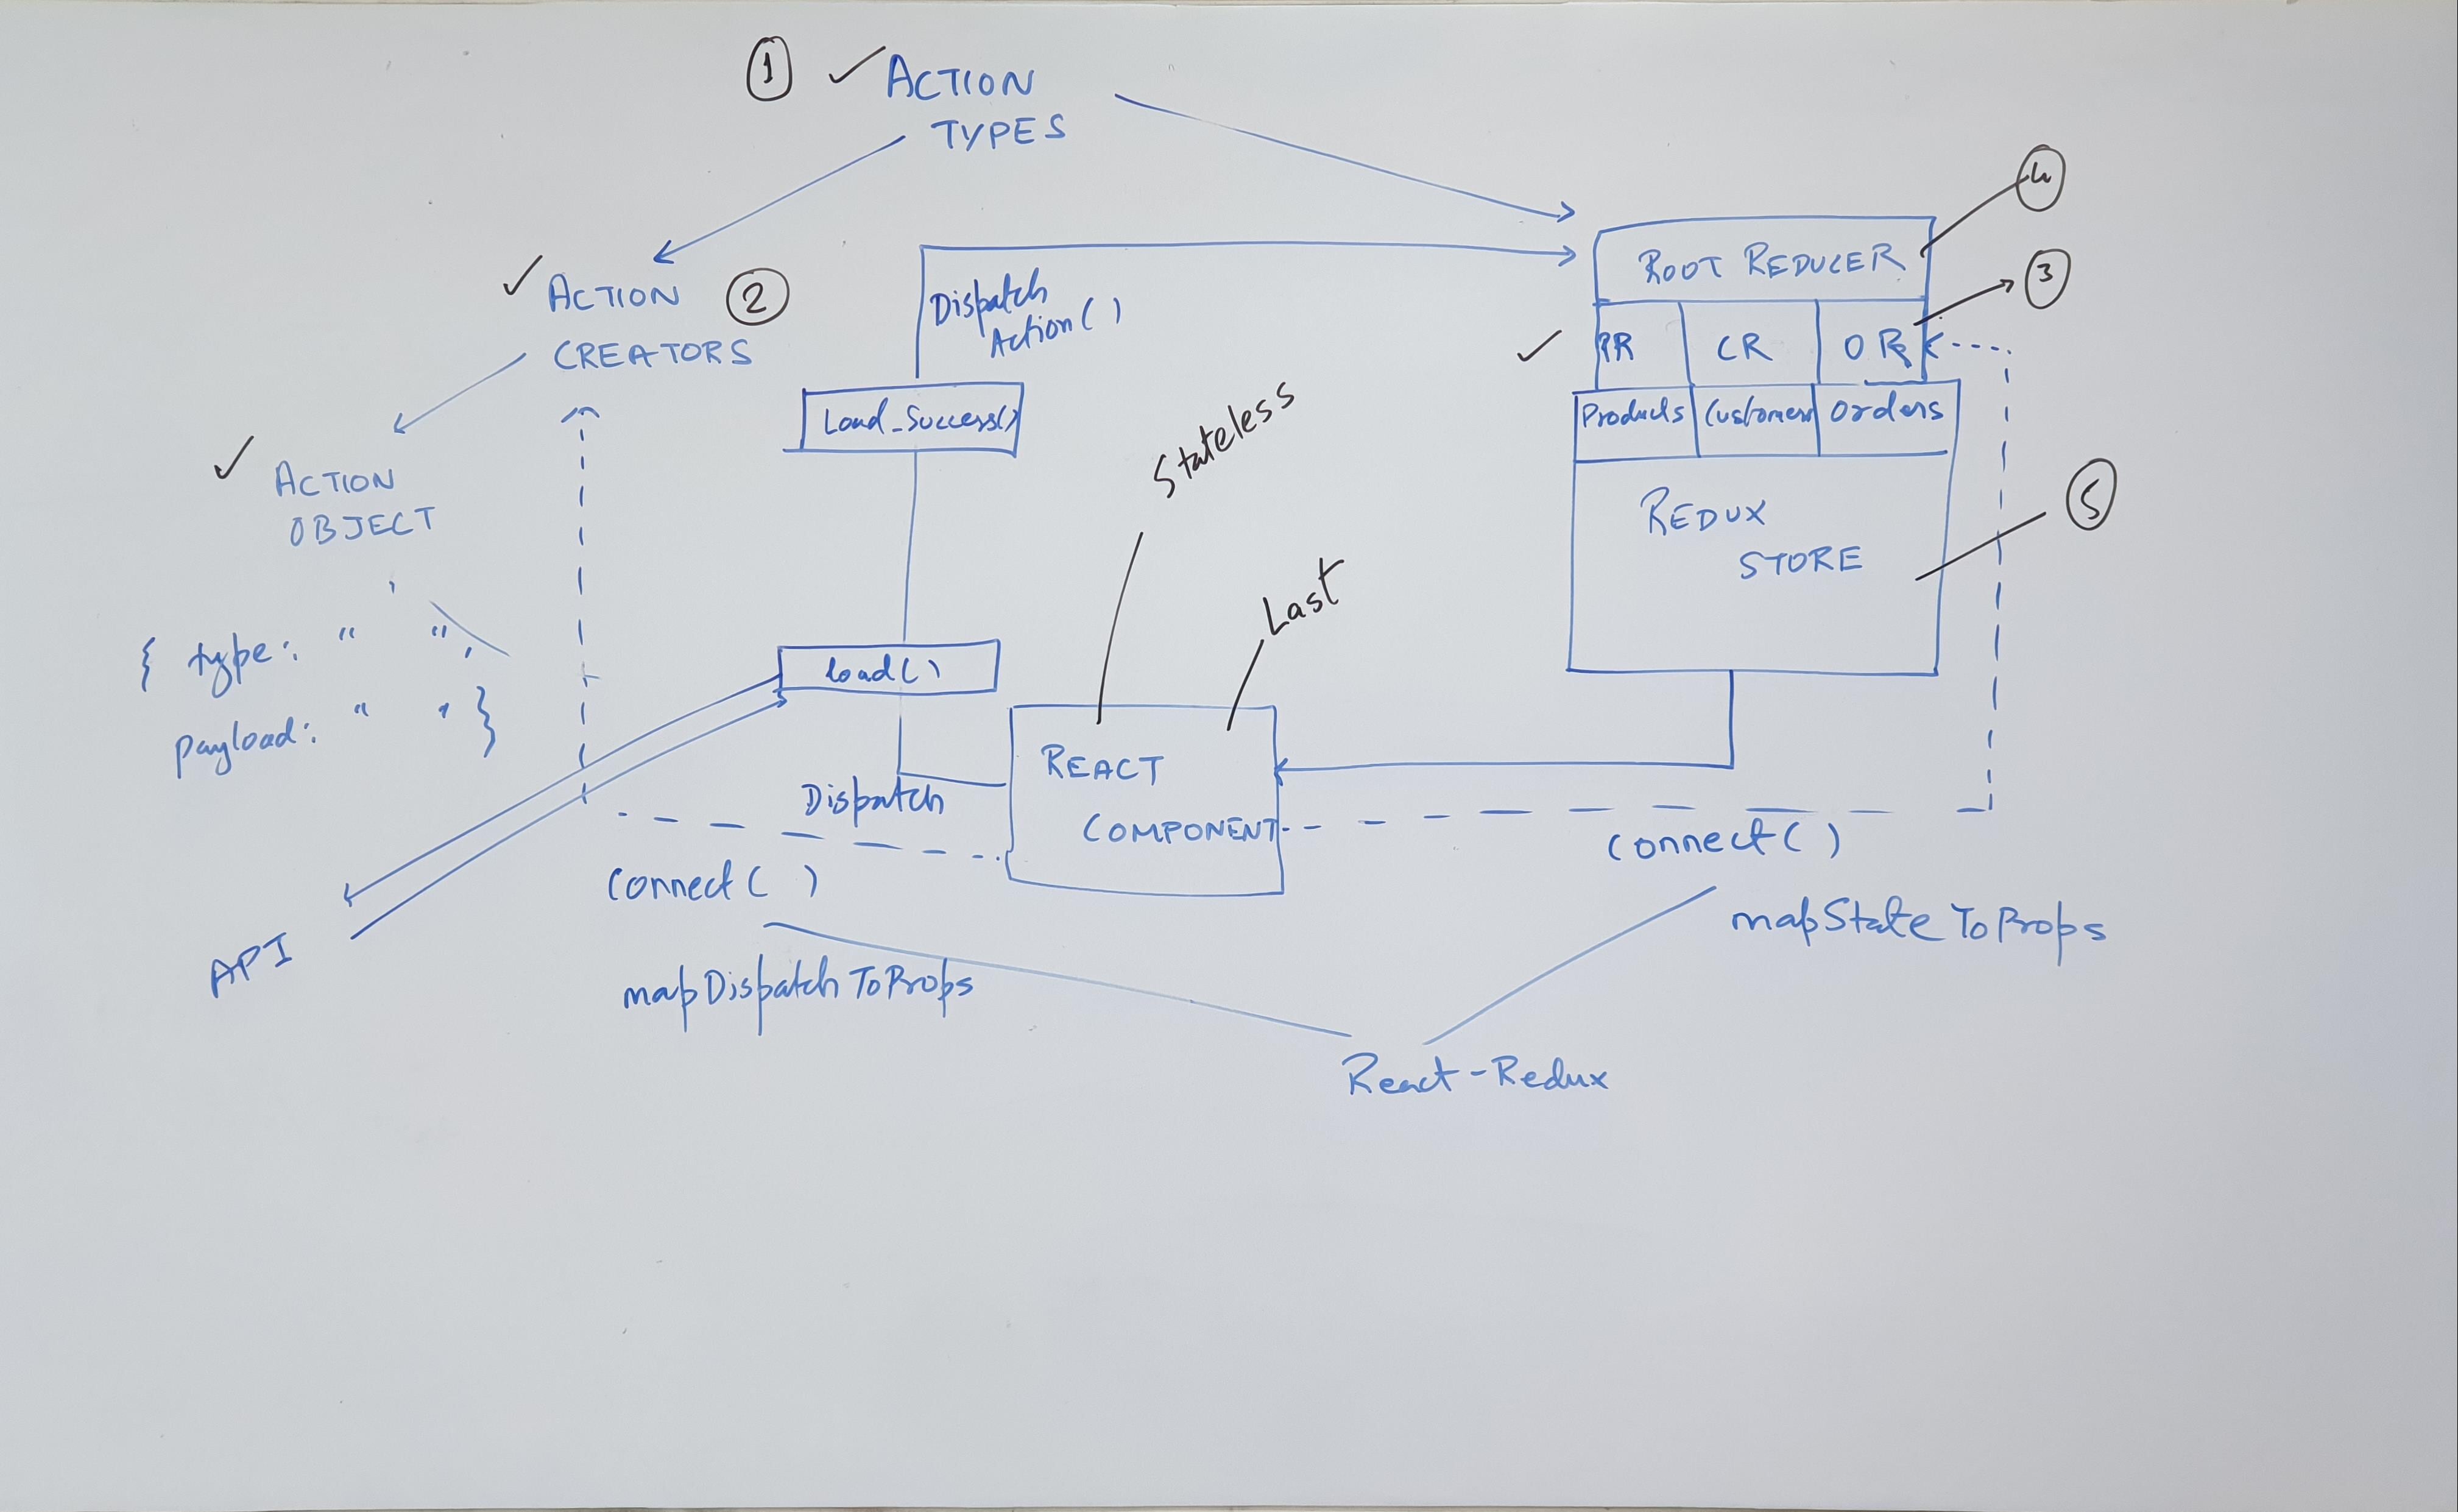 1 ✓ ACTION
TYPES
4
ROOT REDUCER
3
✓ ACTION 2
CREATORS
Dispatch
Action( )
✓ PR CR OR
Load_Success()
Products Customers Orders
Stateless
✓ ACTION
OBJECT
REDUX
STORE
5
Last
{ type: " ",
payload: " " }
load( )
REACT
COMPONENT
Dispatch
connect( )
mapDispatchToProps
connect( )
mapStateToProps
API
React-Redux